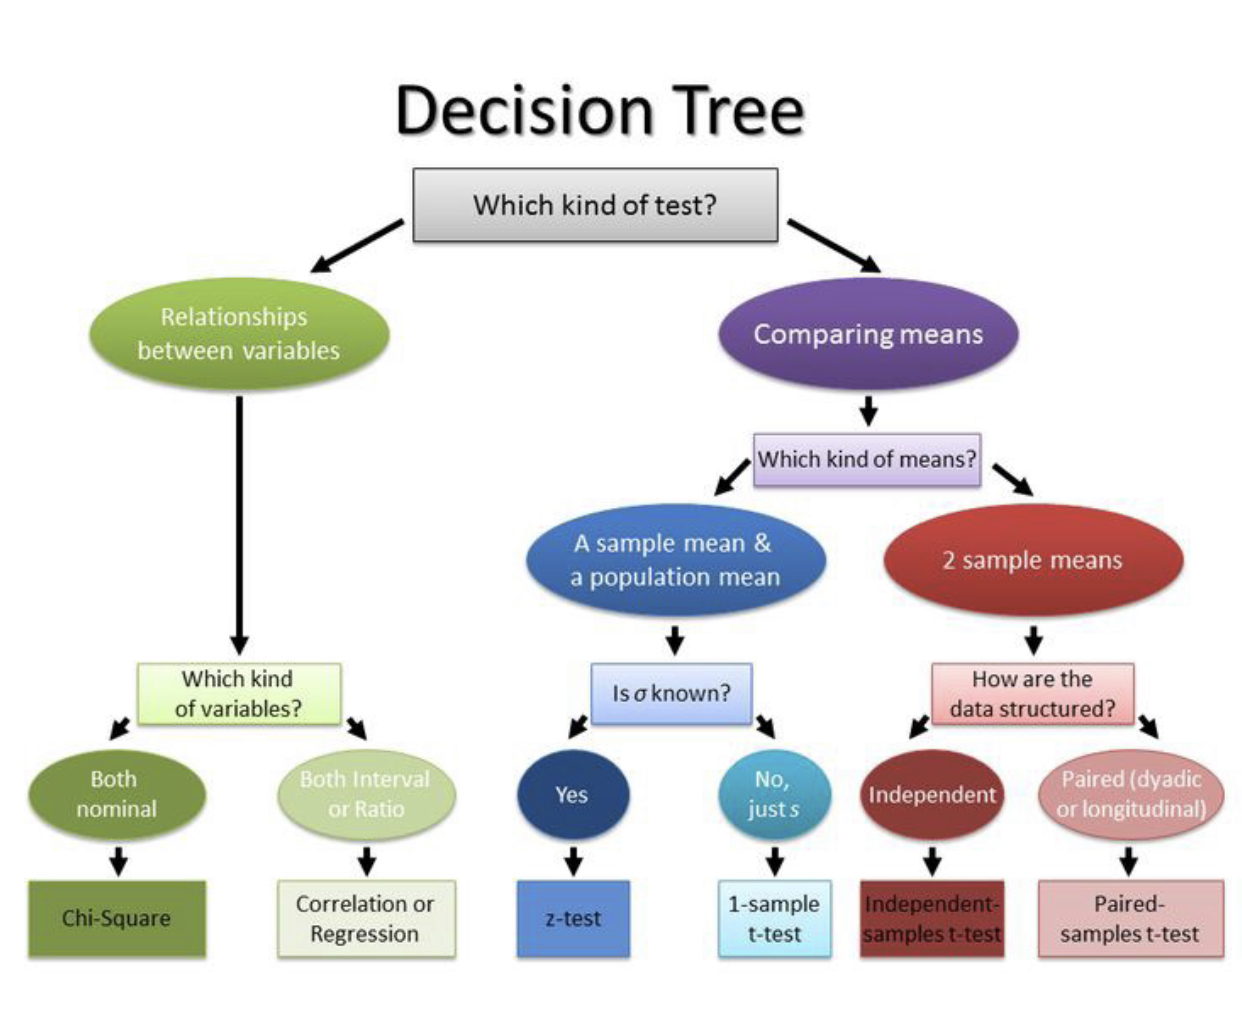 Decision Tree
Which kind of test?
Relationships
between variables
Comparing means
Which kind of means?
A sample mean &
a population mean
2 sample means
Which kind
of variables?
Is σ known?
How are the
data structured?
Both
nominal
Both Interval
or Ratio
Yes
No,
just s
Independent
Paired (dyadic
or longitudinal)
Chi-Square
Correlation or
Regression
z-test
1-sample
t-test
Independent-
samples t-test
Paired-
samples t-test